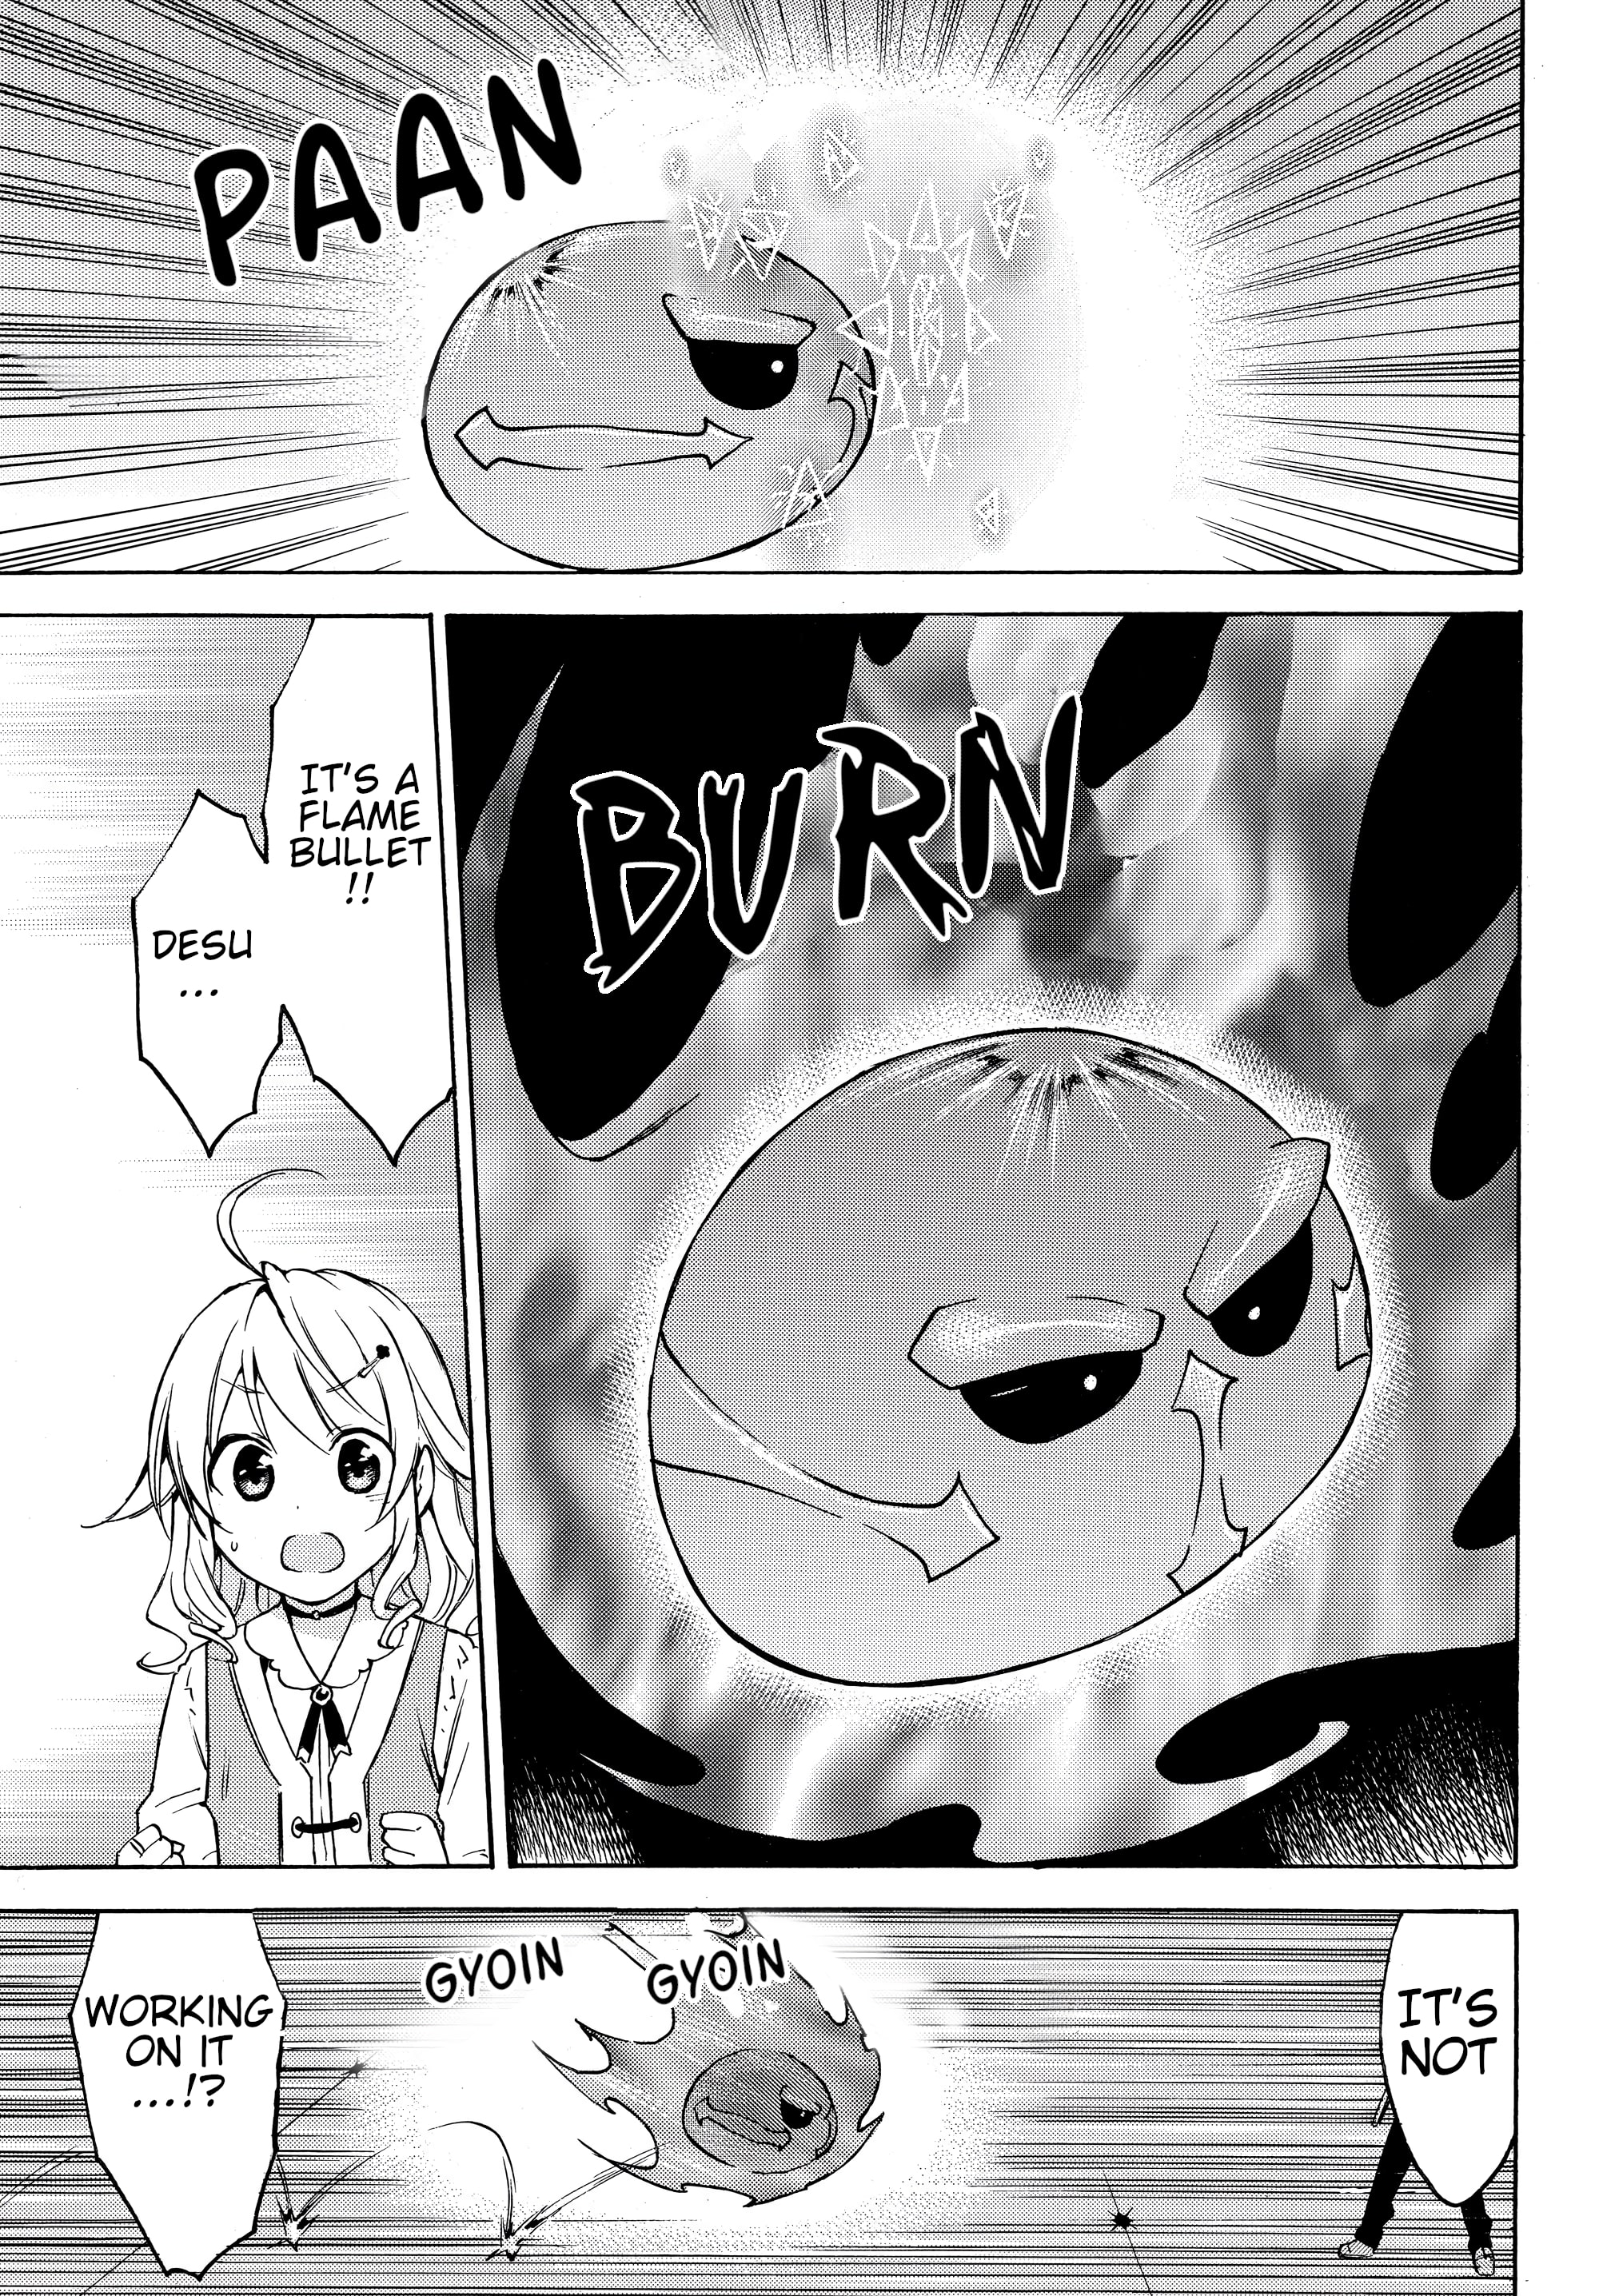 PAAN
BURN
IT'S A
FLAME
BULLET
!!
DESU
...
IT'S
NOT
GYOIN
GYOIN
WORKING
ON IT
...!?